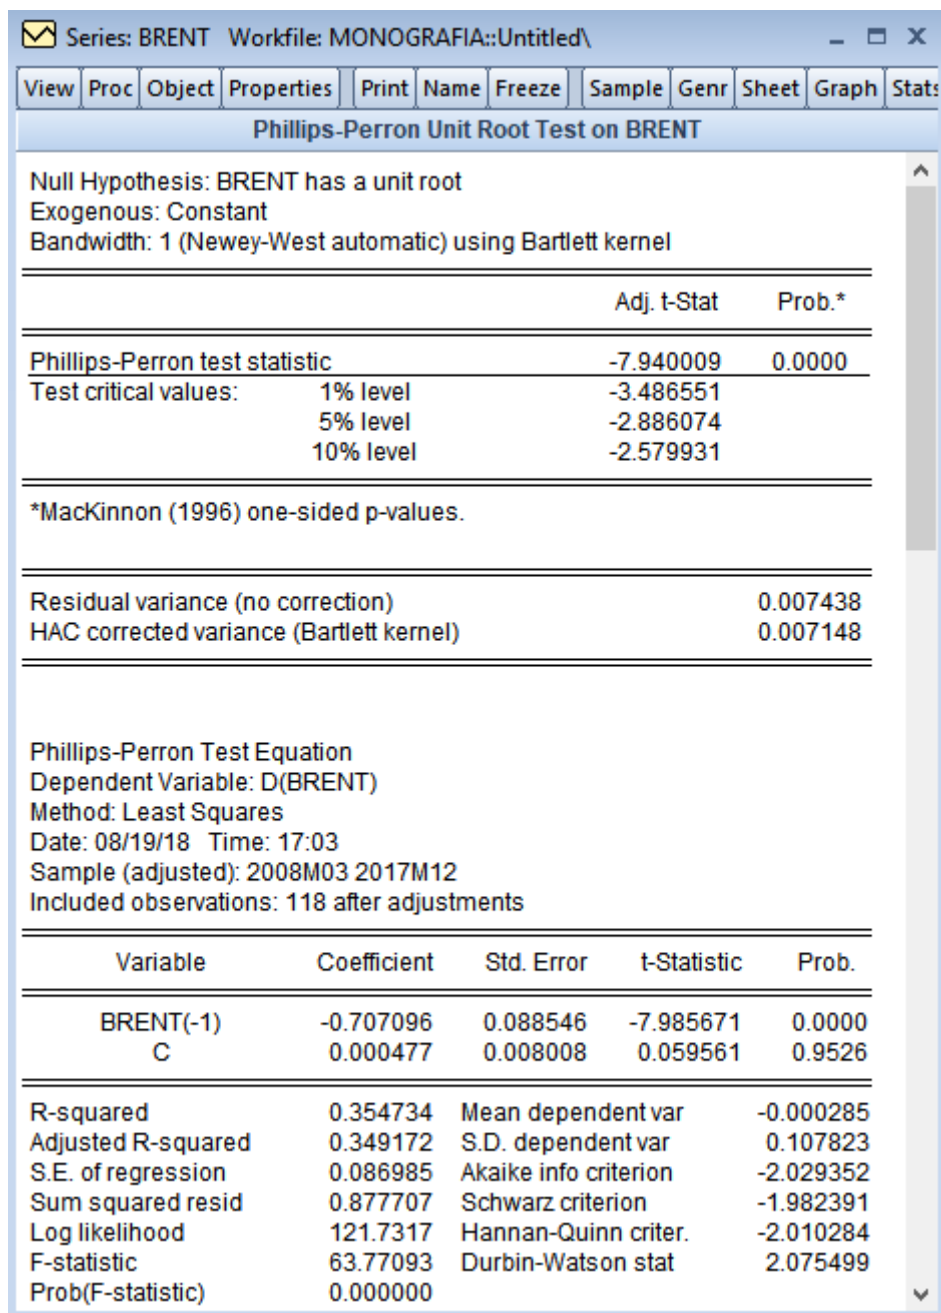 Series: BRENT Workfile: MONOGRAFIA::Untitled\
View Proc Object Properties Print Name Freeze Sample Genr Sheet Graph Stats
Phillips-Perron Unit Root Test on BRENT
Null Hypothesis: BRENT has a unit root
Exogenous: Constant
Bandwidth: 1 (Newey-West automatic) using Bartlett kernel
Adj. t-Stat Prob.*
Phillips-Perron test statistic -7.940009 0.0000
Test critical values: 1% level -3.486551
5% level -2.886074
10% level -2.579931
*MacKinnon (1996) one-sided p-values.
Residual variance (no correction) 0.007438
HAC corrected variance (Bartlett kernel) 0.007148
Phillips-Perron Test Equation
Dependent Variable: D(BRENT)
Method: Least Squares
Date: 08/19/18 Time: 17:03
Sample (adjusted): 2008M03 2017M12
Included observations: 118 after adjustments
Variable Coefficient Std. Error t-Statistic Prob.
BRENT(-1) -0.707096 0.088546 -7.985671 0.0000
C 0.000477 0.008008 0.059561 0.9526
R-squared 0.354734 Mean dependent var -0.000285
Adjusted R-squared 0.349172 S.D. dependent var 0.107823
S.E. of regression 0.086985 Akaike info criterion -2.029352
Sum squared resid 0.877707 Schwarz criterion -1.982391
Log likelihood 121.7317 Hannan-Quinn criter. -2.010284
F-statistic 63.77093 Durbin-Watson stat 2.075499
Prob(F-statistic) 0.000000